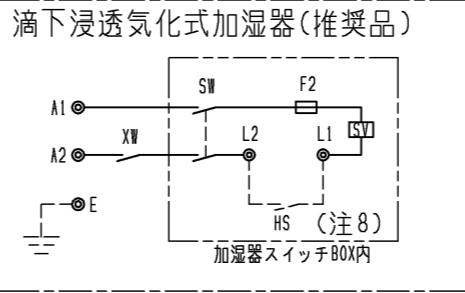 滴下浸透気化式加湿器(推奨品)
SW
F2
A1
SV
XW
L2
L1
A2
E
HS
(注8)
加湿器スイッチBOX内